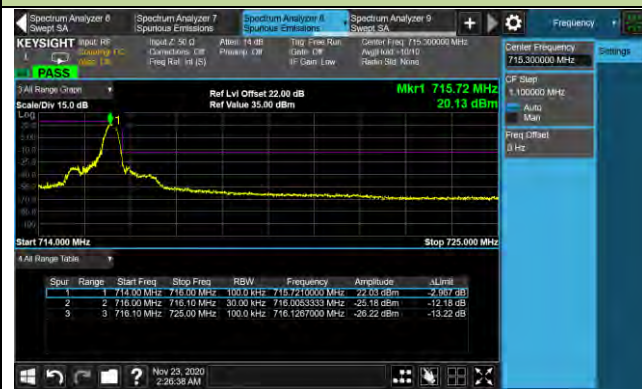 Spectrum Analyzer 6 Swept SA
Spectrum Analyzer 7 Spurious Emissions
Spectrum Analyzer 8 Spurious Emissions
Spectrum Analyzer 9 Swept SA
Frequency
KEYSIGHT Input: RF
Input Z: 50 Ω
Corrections: Off
Freq Ref: Int (S)
Atten: 14 dB
Preamp: Off
Trig: Free Run
Gate: Off
IF Gain: Low
Center Freq: 715.300000 MHz
Avg|Hold:>10/10
Radio Std: None
PASS
Center Frequency
715.300000 MHz
Settings
CF Step
1.100000 MHz
Auto
Man
Freq Offset
0 Hz
3 All Range Graph
Scale/Div 15.0 dB
Ref Lvl Offset 22.00 dB
Ref Value 35.00 dBm
Mkr1 715.72 MHz
20.13 dBm
Log
1
Start 714.000 MHz
Stop 725.000 MHz
4 All Range Table
Spur Range Start Freq Stop Freq RBW Frequency Amplitude ΔLimit
1 1 714.00 MHz 716.00 MHz 100.0 kHz 715.7210000 MHz 22.03 dBm -2.967 dB
2 2 716.00 MHz 716.10 MHz 30.00 kHz 716.0053333 MHz -25.18 dBm -12.18 dB
3 3 716.10 MHz 725.00 MHz 100.0 kHz 716.1267000 MHz -26.22 dBm -13.22 dB
?
Nov 23, 2020
2:26:38 AM